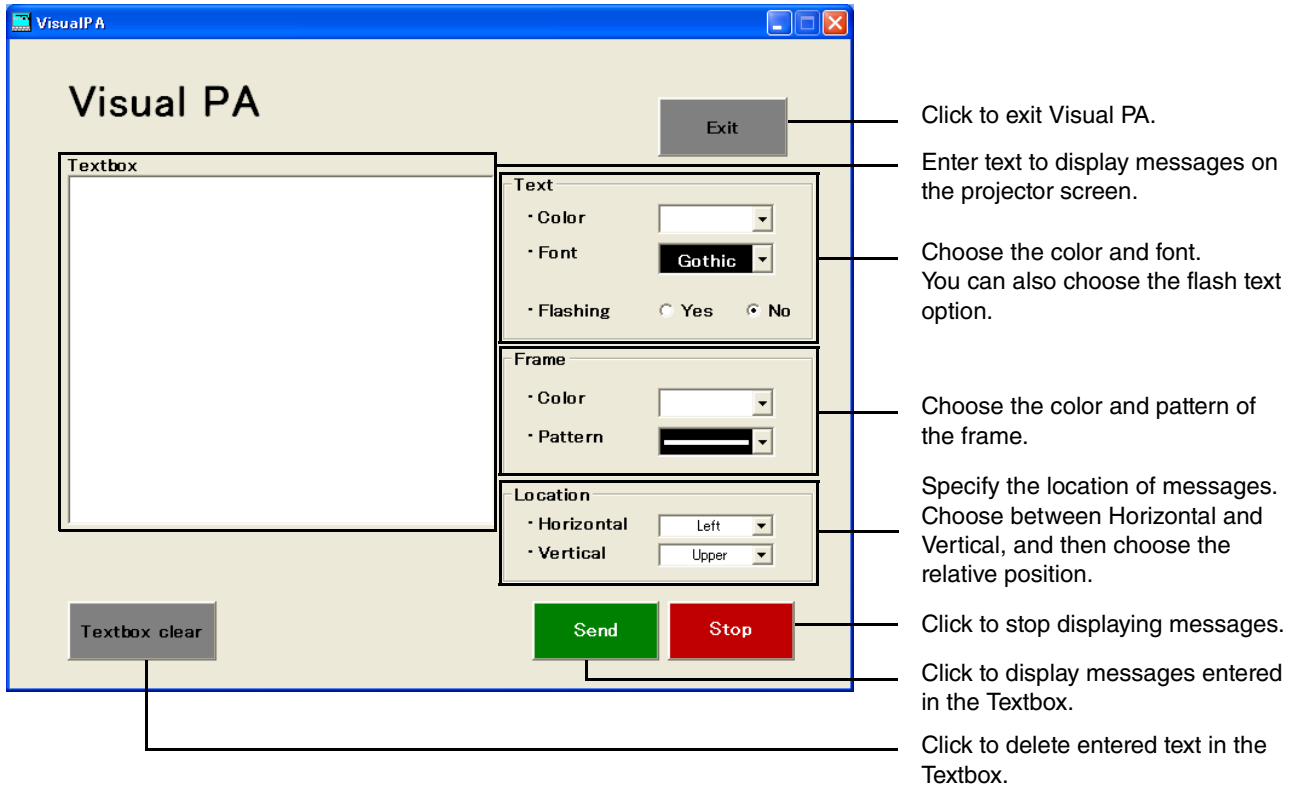 VisualPA
Visual PA
Exit
Textbox
Text
・Color
・Font
Gothic
・Flashing
Yes
No
Frame
・Color
・Pattern
Location
・Horizontal
Left
・Vertical
Upper
Textbox clear
Send
Stop
Click to exit Visual PA.
Enter text to display messages on
the projector screen.
Choose the color and font.
You can also choose the flash text
option.
Choose the color and pattern of
the frame.
Specify the location of messages.
Choose between Horizontal and
Vertical, and then choose the
relative position.
Click to stop displaying messages.
Click to display messages entered
in the Textbox.
Click to delete entered text in the
Textbox.